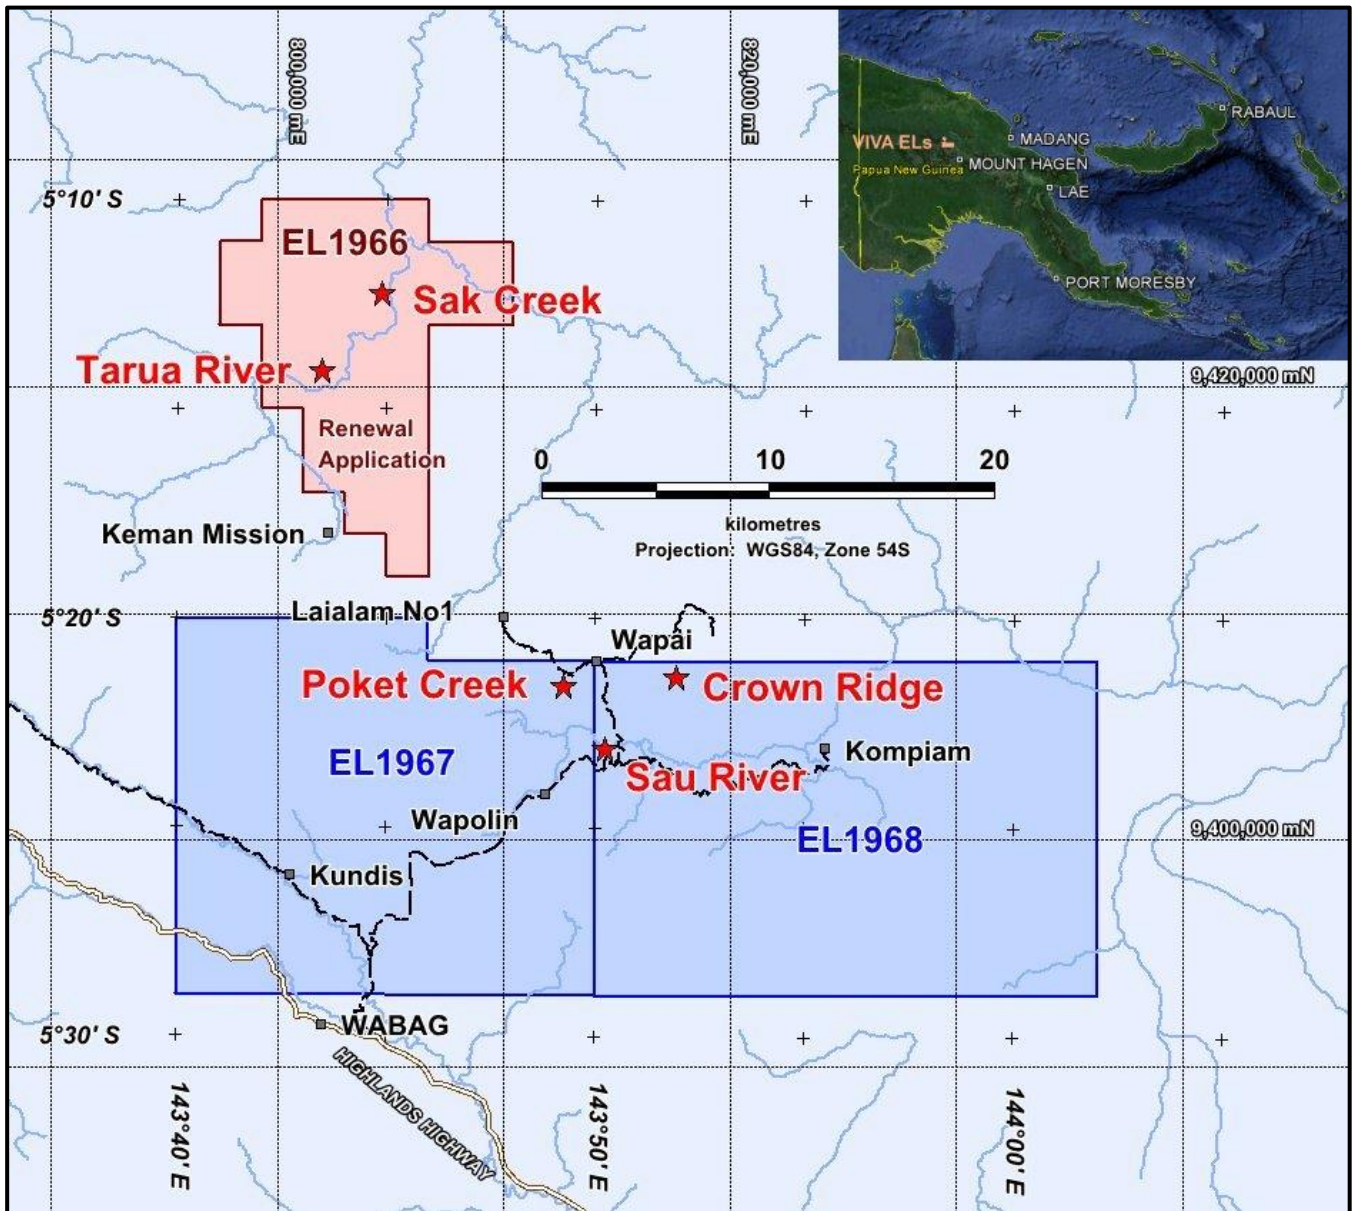 800,000 mE
820,000 mE
RABAUL
MADANG
VIVA ELs
MOUNT HAGEN
Papua New Guinea
LAE
PORT MORESBY
5°10' S
EL1966
Sak Creek
Tarua River
9,420,000 mN
Renewal
Application
0 10 20
kilometres
Projection: WGS84, Zone 54S
Keman Mission
5°20' S
Laialam No1
Wapai
Poket Creek
Crown Ridge
EL1967
Kompiam
Sau River
Wapolin
9,400,000 mN
EL1968
Kundis
5°30' S
WABAG
HIGHLANDS HIGHWAY
143°40' E
143°50' E
144°00' E